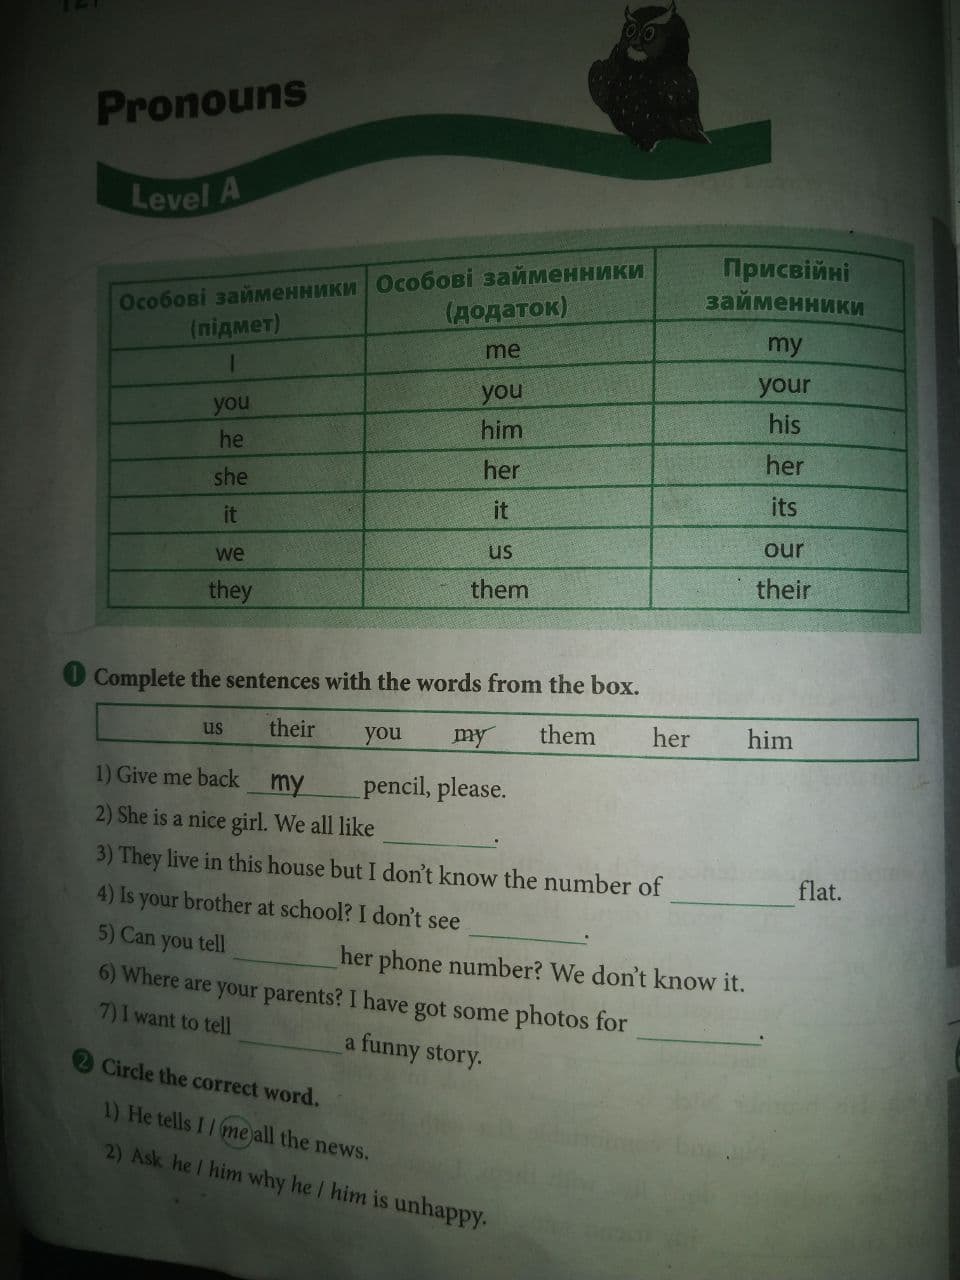 Pronouns
Level A
Особові займенники (підмет) Особові займенники (додаток) Присвійні займенники
I me my
you you your
he him his
she her her
it it its
we us our
they them their
1 Complete the sentences with the words from the box.
us their you my them her him
1) Give me back my pencil, please.
2) She is a nice girl. We all like ________.
3) They live in this house but I don't know the number of ________ flat.
4) Is your brother at school? I don't see ________.
5) Can you tell ________ her phone number? We don't know it.
6) Where are your parents? I have got some photos for ________.
7) I want to tell ________ a funny story.
2 Circle the correct word.
1) He tells I / me all the news.
2) Ask he / him why he / him is unhappy.